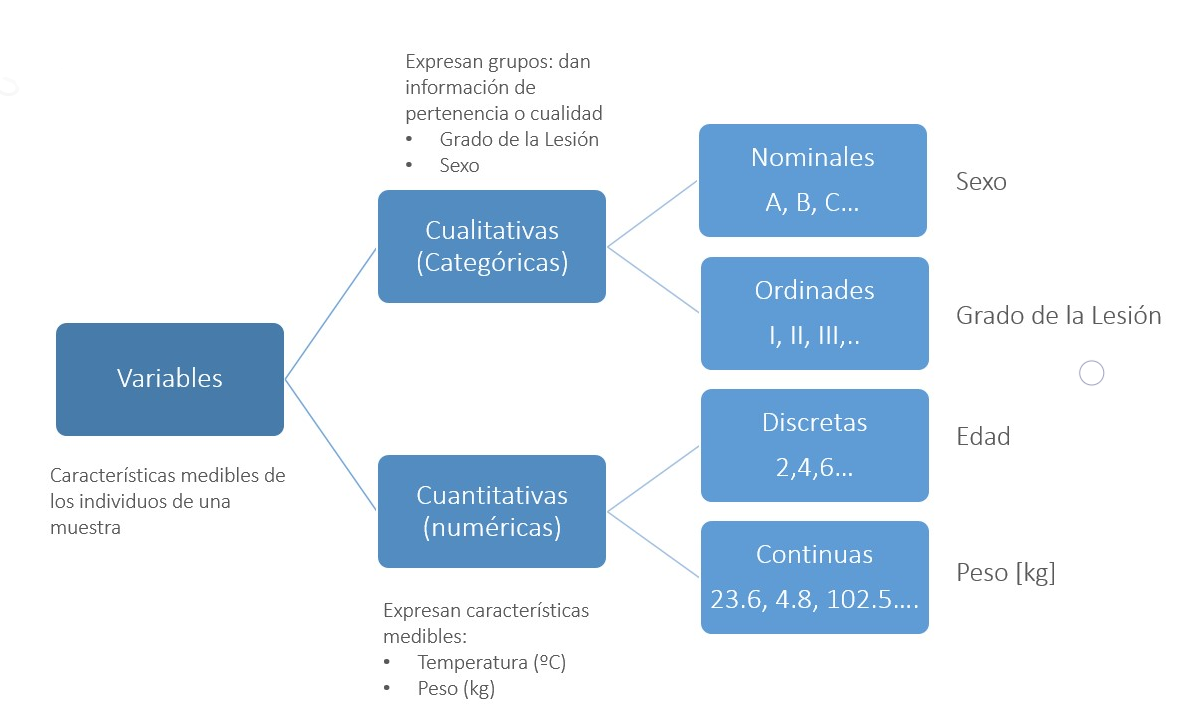 Expresan grupos: dan
información de
pertenencia o cualidad
• Grado de la Lesión
• Sexo
Nominales
A, B, C...
Sexo
Cualitativas
(Categóricas)
Ordinades
I, II, III,..
Grado de la Lesión
Variables
Características medibles de
los individuos de una
muestra
Discretas
2,4,6...
Edad
Cuantitativas
(numéricas)
Continuas
23.6, 4.8, 102.5....
Peso [kg]
Expresan características
medibles:
• Temperatura (ºC)
• Peso (kg)